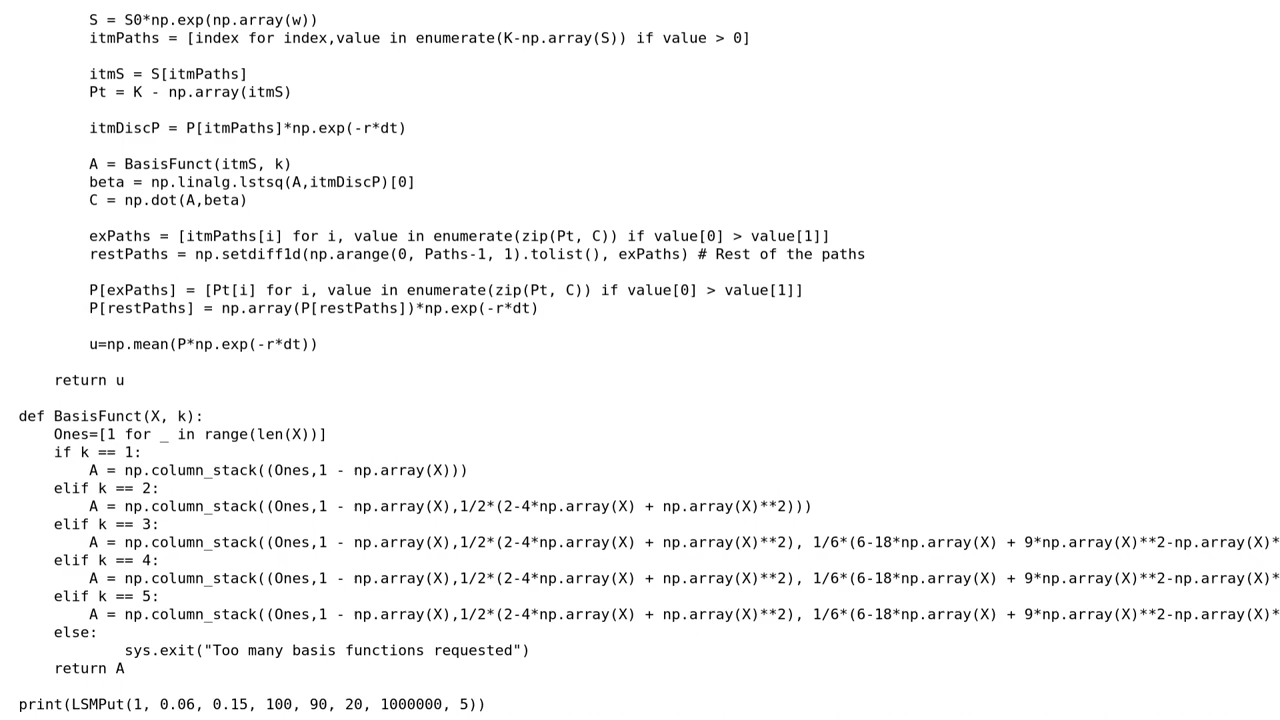 S = S0*np.exp(np.array(w))
        itmPaths = [index for index,value in enumerate(K-np.array(S)) if value > 0]

        itmS = S[itmPaths]
        Pt = K - np.array(itmS)

        itmDiscP = P[itmPaths]*np.exp(-r*dt)

        A = BasisFunct(itmS, k)
        beta = np.linalg.lstsq(A,itmDiscP)[0]
        C = np.dot(A,beta)

        exPaths = [itmPaths[i] for i, value in enumerate(zip(Pt, C)) if value[0] > value[1]]
        restPaths = np.setdiff1d(np.arange(0, Paths-1, 1).tolist(), exPaths) # Rest of the paths

        P[exPaths] = [Pt[i] for i, value in enumerate(zip(Pt, C)) if value[0] > value[1]]
        P[restPaths] = np.array(P[restPaths])*np.exp(-r*dt)

        u=np.mean(P*np.exp(-r*dt))

    return u

def BasisFunct(X, k):
    Ones=[1 for _ in range(len(X))]
    if k == 1:
        A = np.column_stack((Ones,1 - np.array(X)))
    elif k == 2:
        A = np.column_stack((Ones,1 - np.array(X),1/2*(2-4*np.array(X) + np.array(X)**2)))
    elif k == 3:
        A = np.column_stack((Ones,1 - np.array(X),1/2*(2-4*np.array(X) + np.array(X)**2), 1/6*(6-18*np.array(X) + 9*np.array(X)**2-np.array(X)*
    elif k == 4:
        A = np.column_stack((Ones,1 - np.array(X),1/2*(2-4*np.array(X) + np.array(X)**2), 1/6*(6-18*np.array(X) + 9*np.array(X)**2-np.array(X)*
    elif k == 5:
        A = np.column_stack((Ones,1 - np.array(X),1/2*(2-4*np.array(X) + np.array(X)**2), 1/6*(6-18*np.array(X) + 9*np.array(X)**2-np.array(X)*
    else:
            sys.exit("Too many basis functions requested")
    return A

print(LSMPut(1, 0.06, 0.15, 100, 90, 20, 1000000, 5))